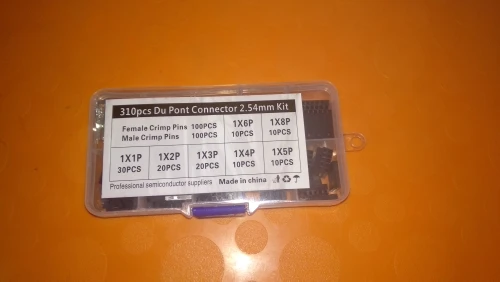 310pcs Du Pont Connector 2.54mm Kit
Female Crimp Pins 100PCS
Male Crimp Pins 100PCS
1X6P
10PCS
1X8P
10PCS
1X1P
30PCS
1X2P
20PCS
1X3P
20PCS
1X4P
10PCS
1X5P
10PCS
Professional semiconductor suppliers Made in china